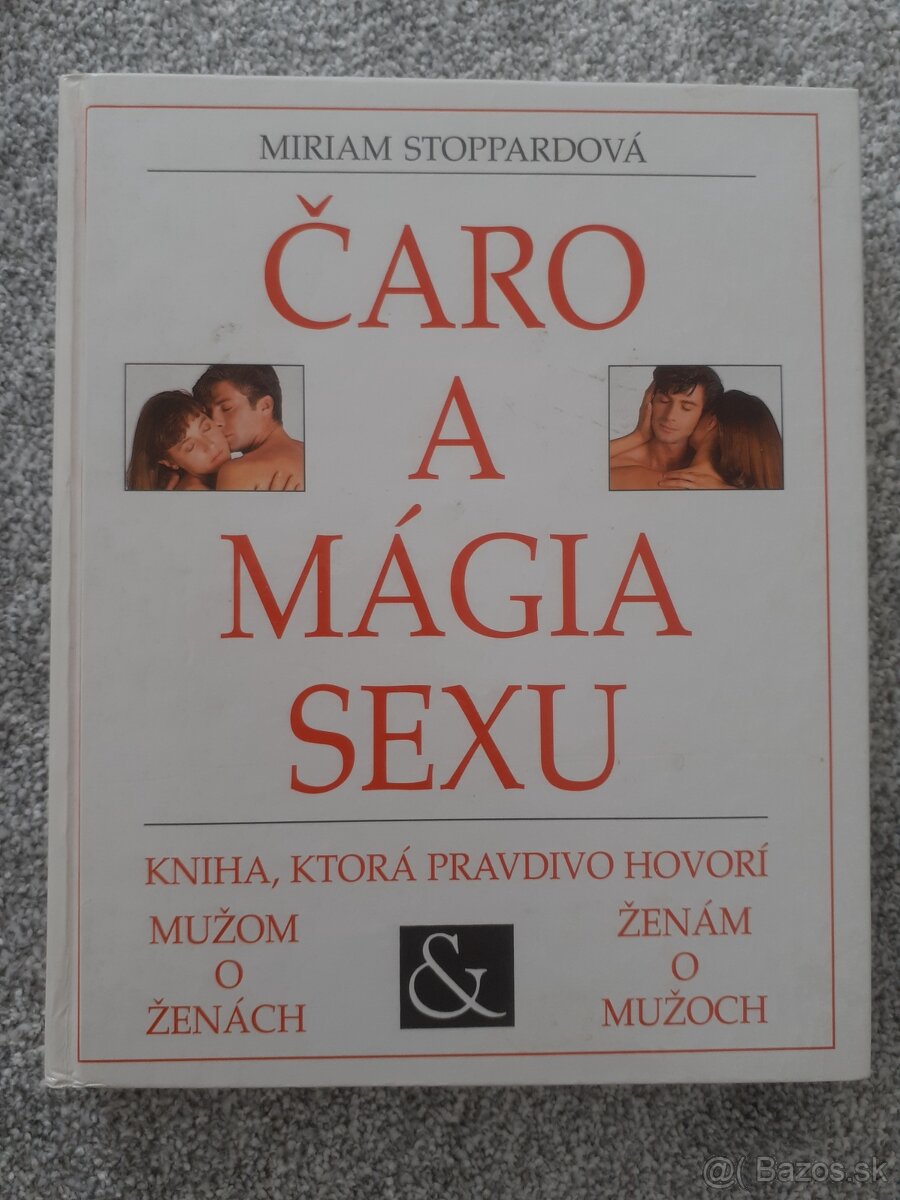 MIRIAM STOPPARDOVÁ
ČARO
A
MÁGIA
SEXU
KNIHA, KTORÁ PRAVDIVO HOVORÍ
MUŽOM
O
ŽENÁCH
&
ŽENÁM
O
MUŽOCH
@( Bazos.sk